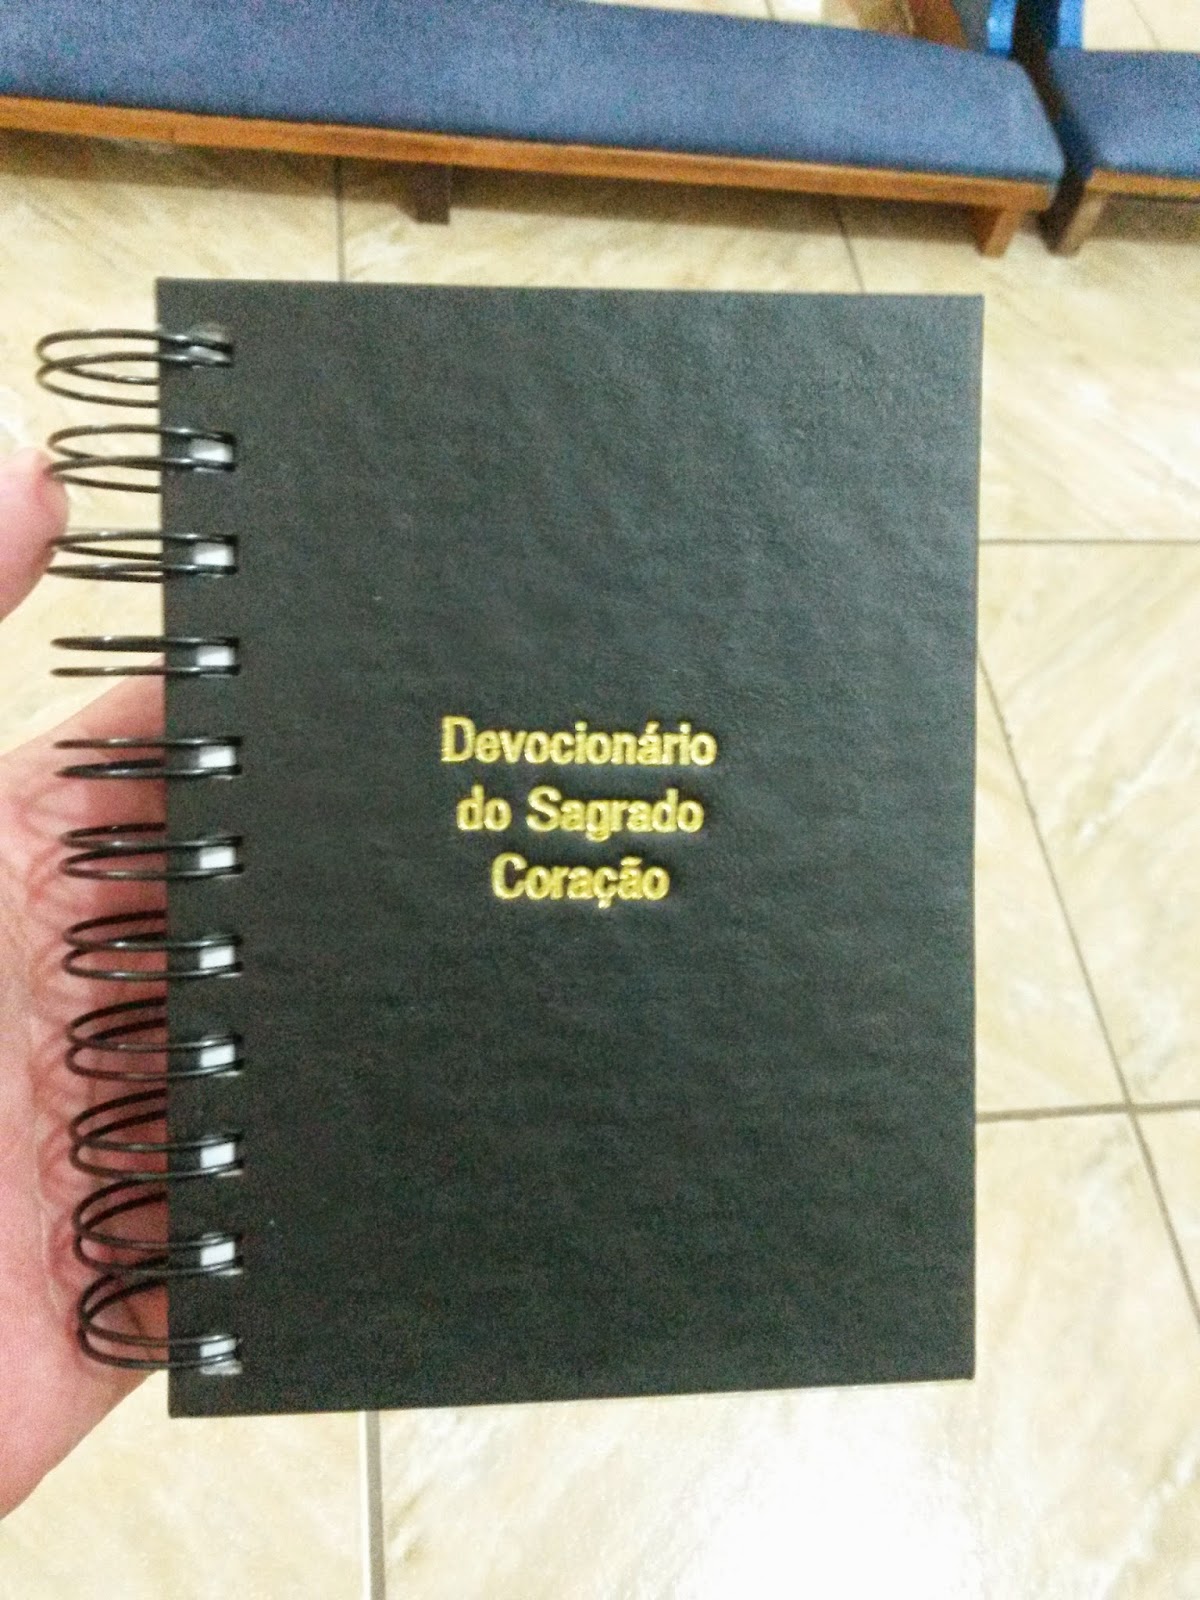 Devocionário
do Sagrado
Coração